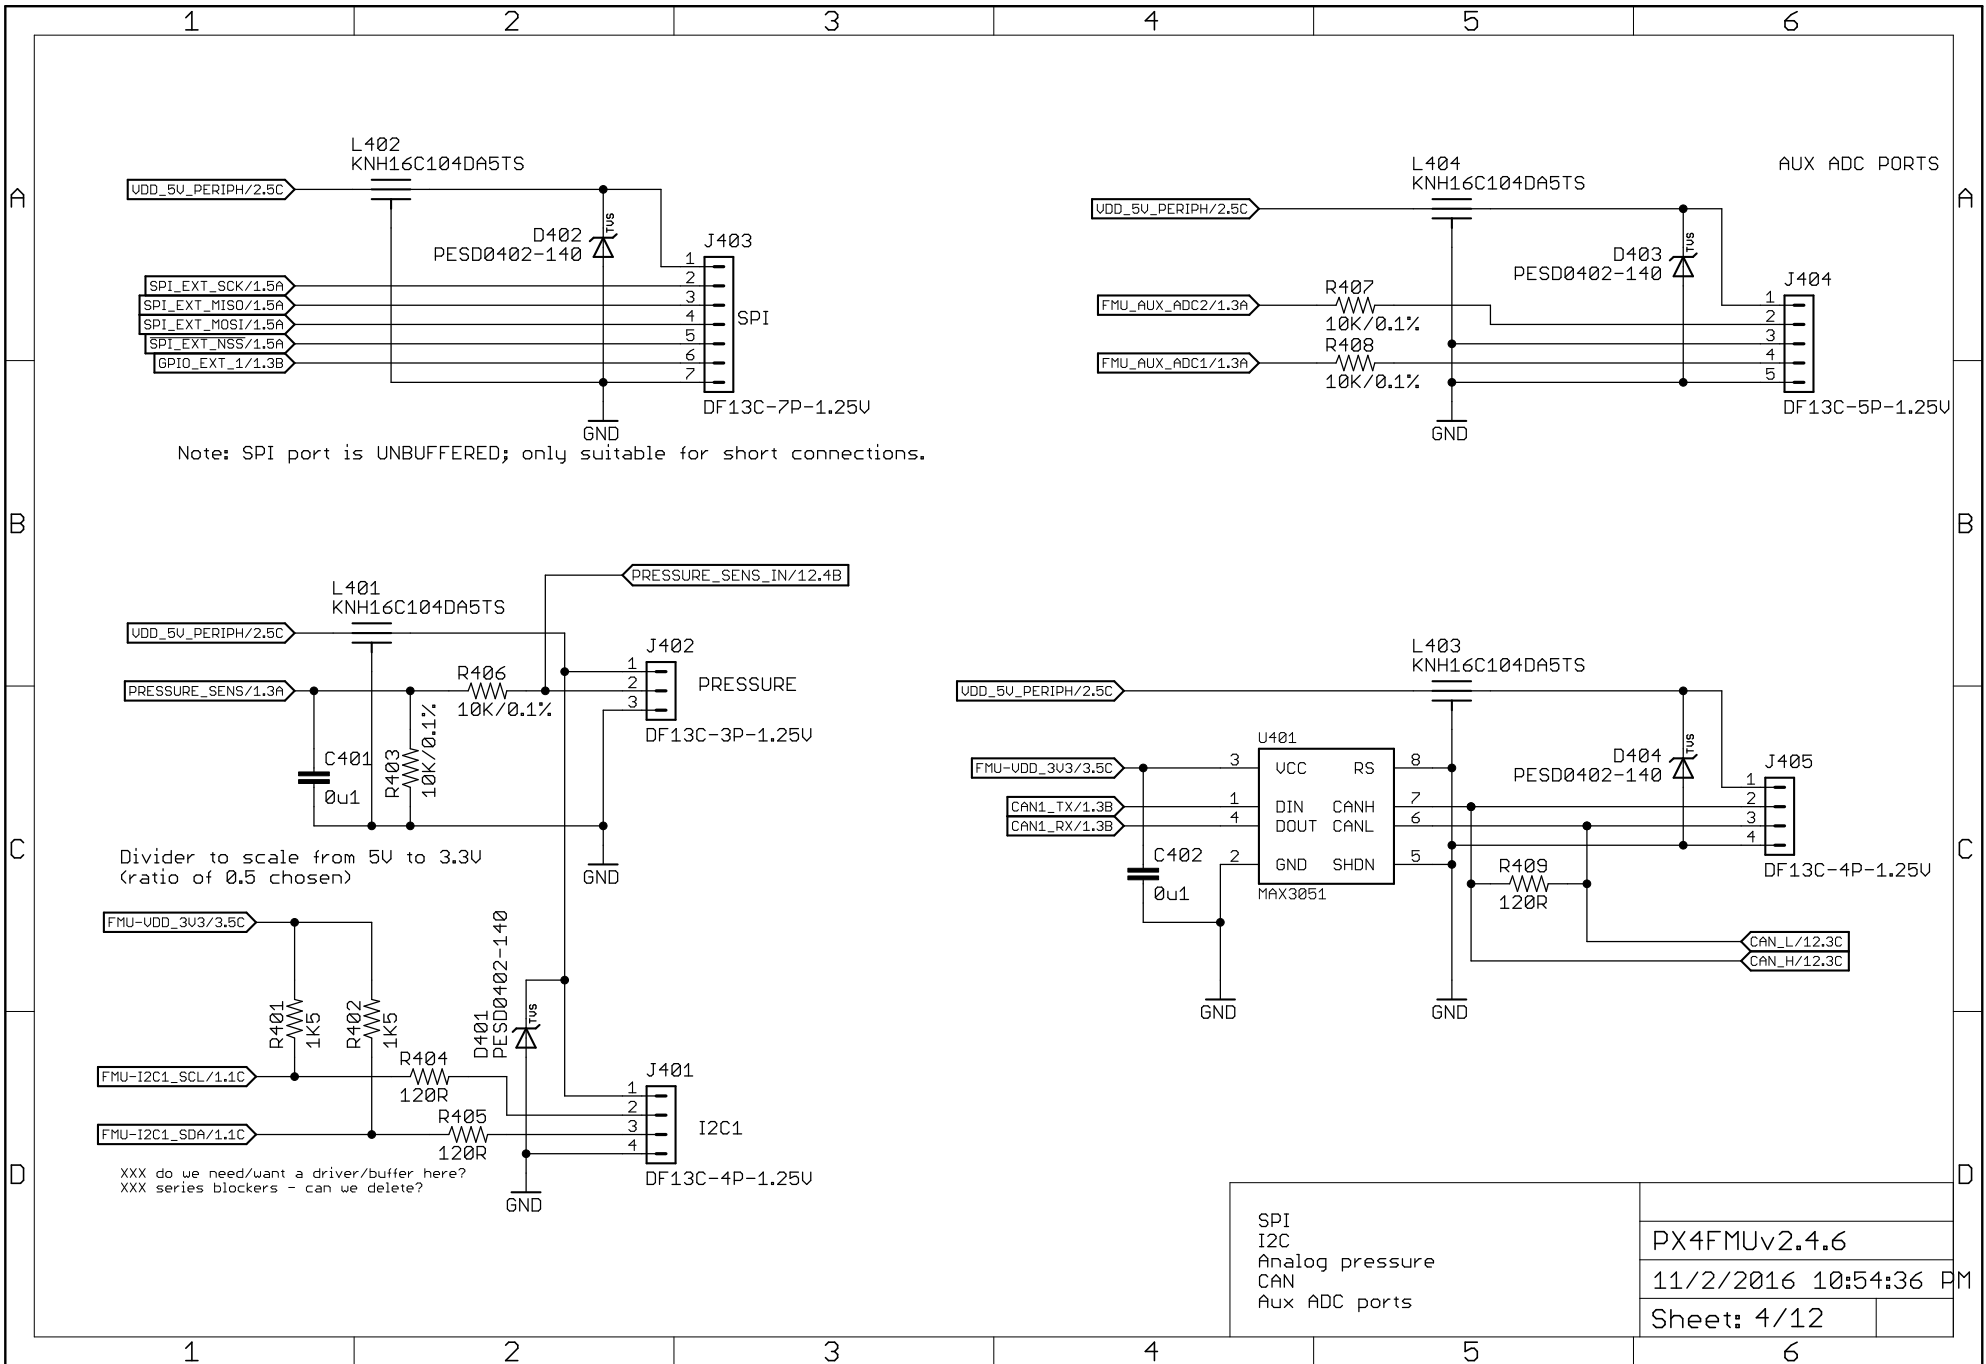 1 2 3 4 5 6
A
A
B
B
C
C
D
D
L402
KNH16C104DA5TS
VDD_5V_PERIPH/2.5C
TVS
D402
PESD0402-140
J403
1
2
3
4
5
6
7
SPI_EXT_SCK/1.5A
SPI_EXT_MISO/1.5A
SPI_EXT_MOSI/1.5A
SPI_EXT_NSS/1.5A
GPIO_EXT_1/1.3B
SPI
DF13C-7P-1.25V
GND
Note: SPI port is UNBUFFERED; only suitable for short connections.
AUX ADC PORTS
L404
KNH16C104DA5TS
VDD_5V_PERIPH/2.5C
TVS
D403
PESD0402-140
J404
1
2
3
4
5
R407
FMU_AUX_ADC2/1.3A
10K/0.1%
R408
FMU_AUX_ADC1/1.3A
10K/0.1%
DF13C-5P-1.25V
GND
PRESSURE_SENS_IN/12.4B
L401
KNH16C104DA5TS
VDD_5V_PERIPH/2.5C
J402
1
2
3
PRESSURE
R406
PRESSURE_SENS/1.3A
10K/0.1%
DF13C-3P-1.25V
C401
0u1
R403
10K/0.1%
GND
Divider to scale from 5V to 3.3V
(ratio of 0.5 chosen)
FMU-VDD_3V3/3.5C
R401
1K5
R402
1K5
D401
PESD0402-140
TVS
FMU-I2C1_SCL/1.1C
R404
120R
R405
FMU-I2C1_SDA/1.1C
120R
J401
1
2
3
4
I2C1
DF13C-4P-1.25V
GND
XXX do we need/want a driver/buffer here?
XXX series blockers - can we delete?
L403
KNH16C104DA5TS
VDD_5V_PERIPH/2.5C
U401
FMU-VDD_3V3/3.5C
3 VCC RS 8
CAN1_TX/1.3B
1 DIN CANH 7
CAN1_RX/1.3B
4 DOUT CANL 6
2 GND SHDN 5
MAX3051
C402
0u1
TVS
D404
PESD0402-140
J405
1
2
3
4
DF13C-4P-1.25V
R409
120R
CAN_L/12.3C
CAN_H/12.3C
GND
GND
SPI
I2C
Analog pressure
CAN
Aux ADC ports
PX4FMUv2.4.6
11/2/2016 10:54:36 PM
Sheet: 4/12
1 2 3 4 5 6